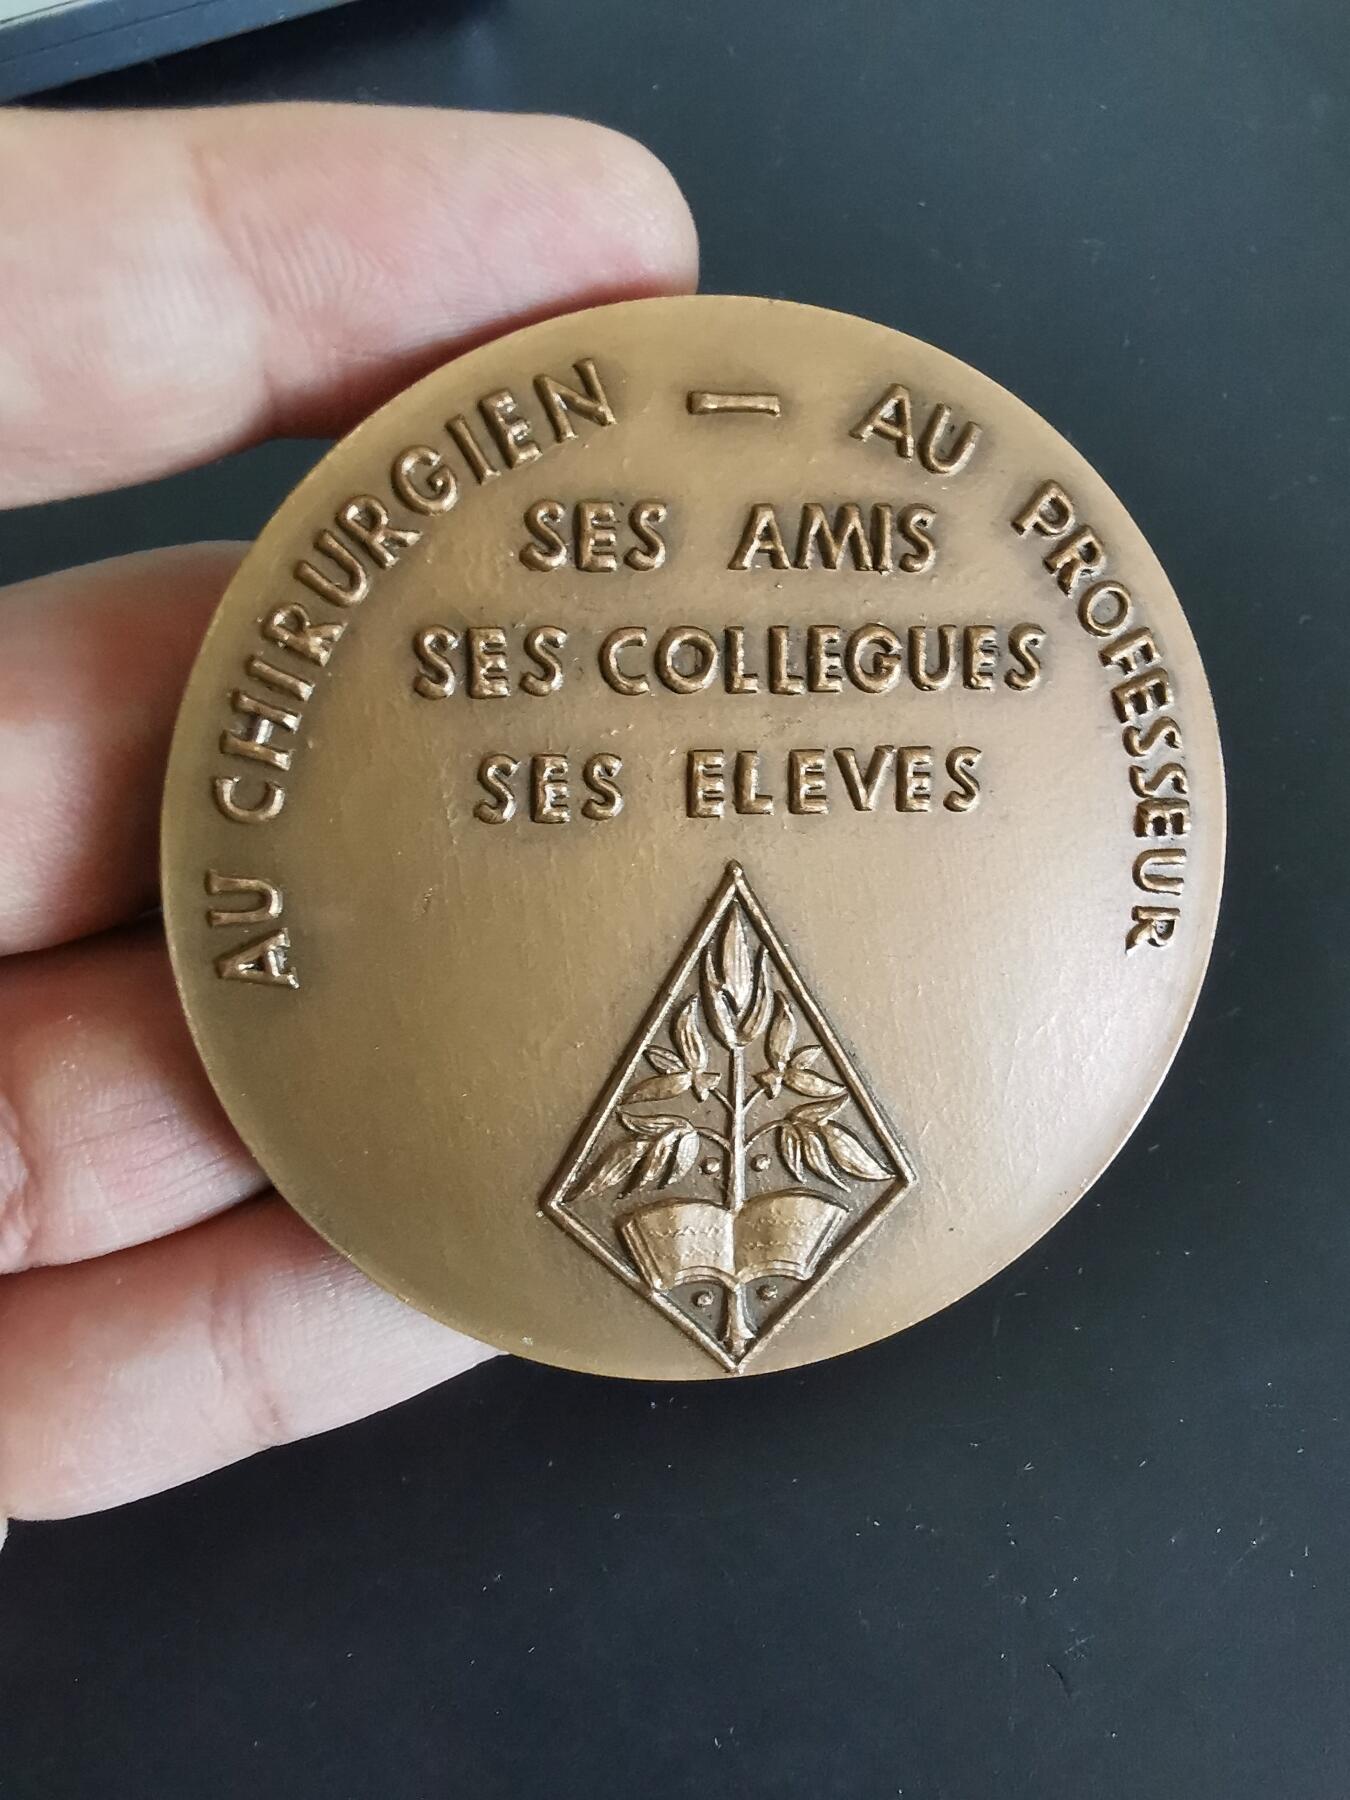 AU CHIRURGIEN — AU PROFESSEUR
SES AMIS
SES COLLEGUES
SES ELEVES